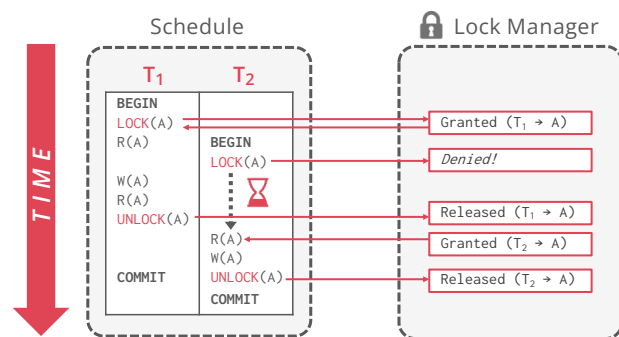 Schedule
Lock Manager
TIME
T1
T2
BEGIN
LOCK(A)
Granted (T1 → A)
R(A)
BEGIN
LOCK(A)
Denied!
W(A)
R(A)
UNLOCK(A)
Released (T1 → A)
R(A)
Granted (T2 → A)
W(A)
COMMIT
UNLOCK(A)
Released (T2 → A)
COMMIT